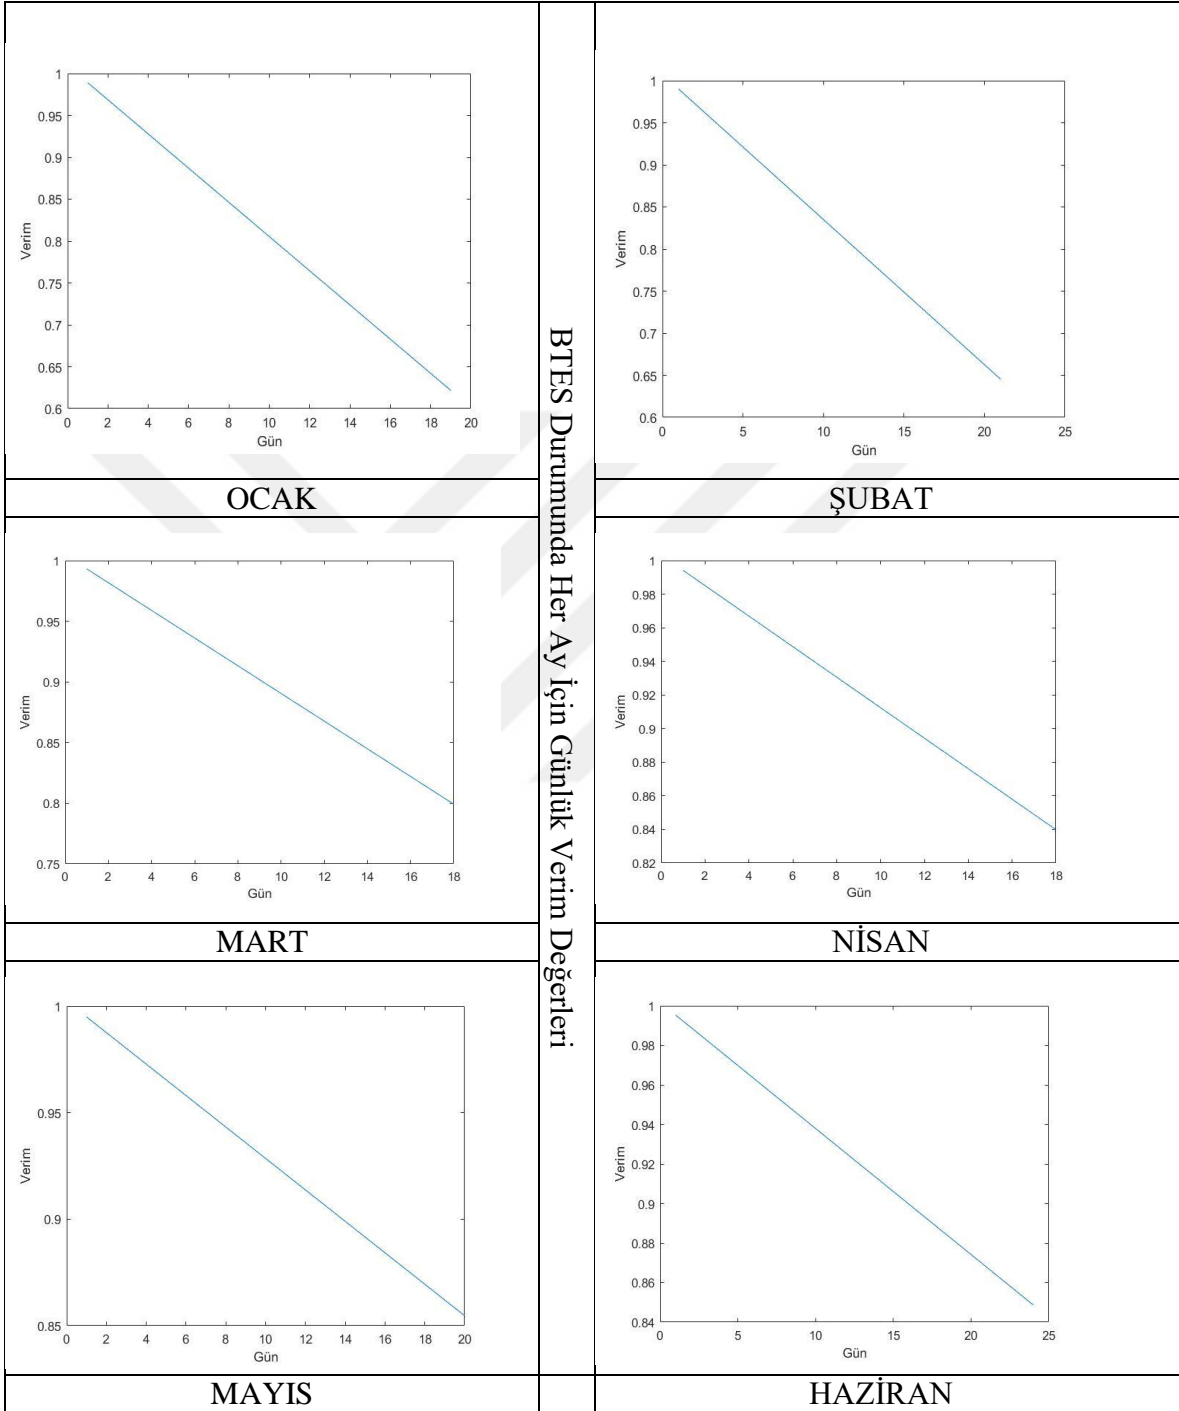 1
0.95
0.9
0.85
0.8
0.75
0.7
0.65
0.6
Verim
0 2 4 6 8 10 12 14 16 18 20
Gün
OCAK
1
0.95
0.9
0.85
0.8
0.75
0.7
0.65
0.6
Verim
0 5 10 15 20 25
Gün
ŞUBAT
BTES Durumunda Her Ay İçin Günlük Verim Değerleri
1
0.95
0.9
0.85
0.8
0.75
Verim
0 2 4 6 8 10 12 14 16 18
Gün
MART
1
0.98
0.96
0.94
0.92
0.9
0.88
0.86
0.84
0.82
Verim
0 2 4 6 8 10 12 14 16 18
Gün
NİSAN
1
0.95
0.9
0.85
Verim
0 2 4 6 8 10 12 14 16 18 20
Gün
MAYIS
1
0.98
0.96
0.94
0.92
0.9
0.88
0.86
0.84
Verim
0 5 10 15 20 25
Gün
HAZİRAN